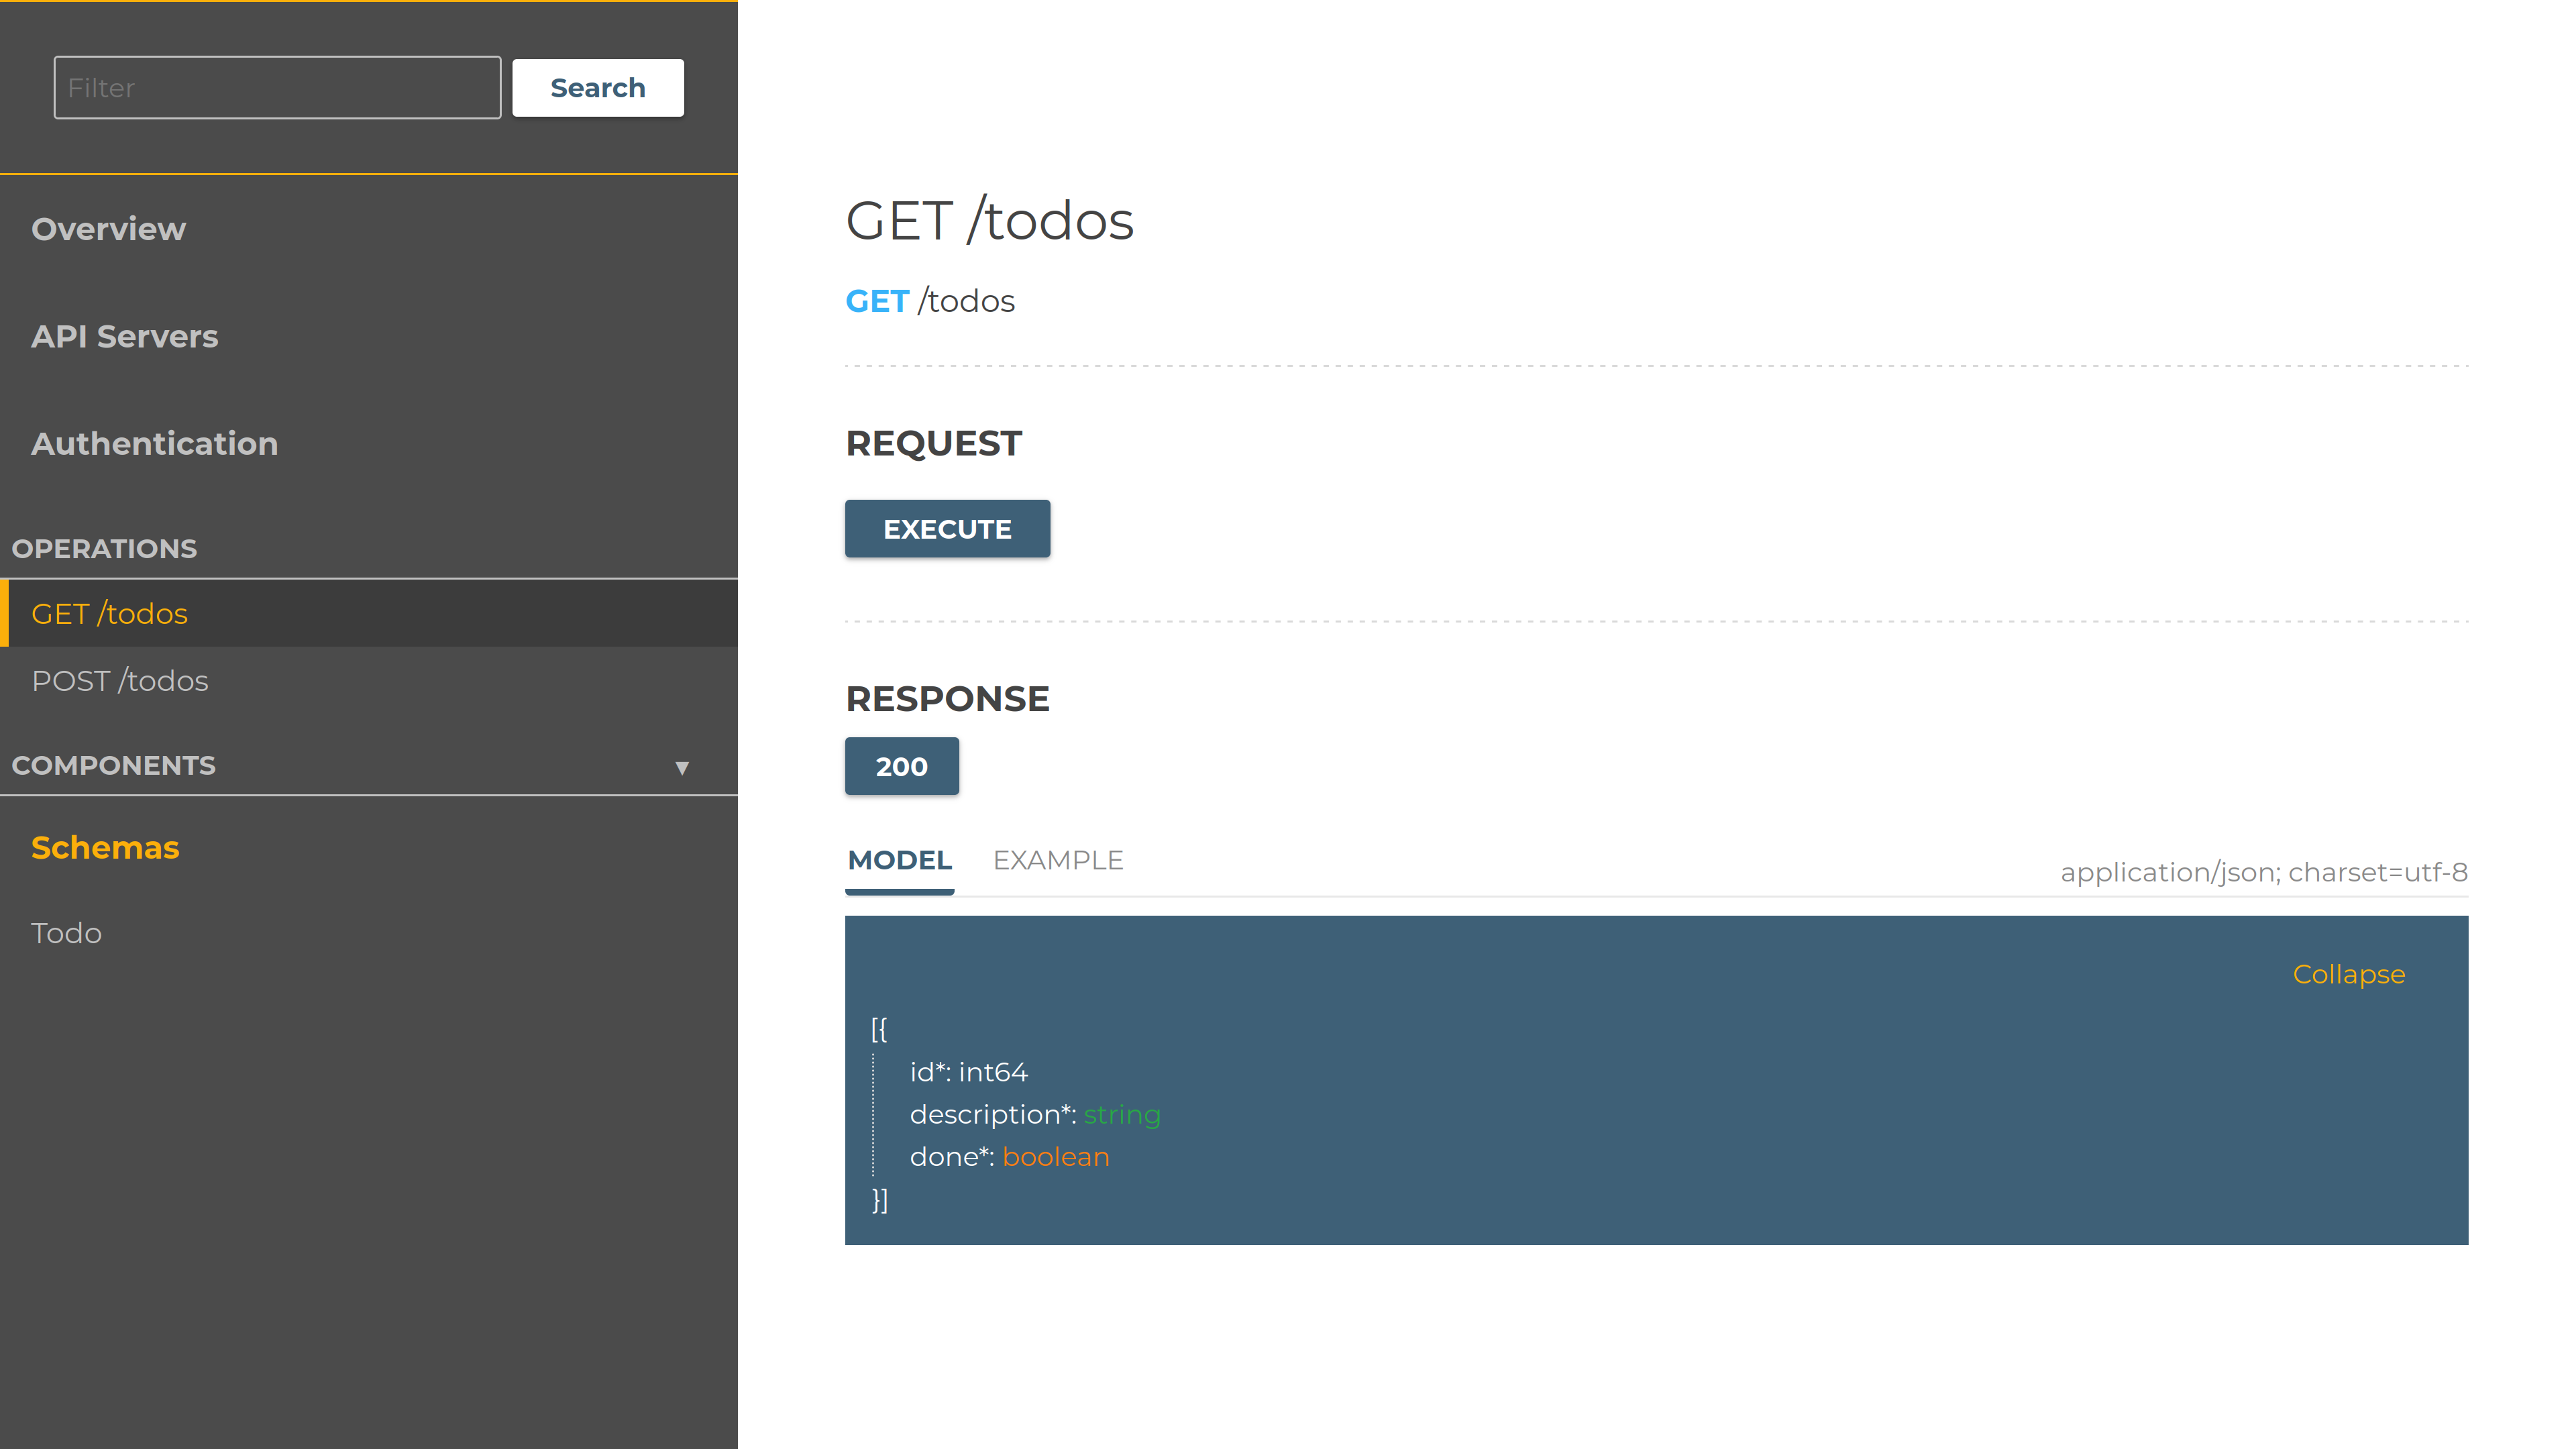 Filter
Search
Overview
API Servers
Authentication
OPERATIONS
GET /todos
POST /todos
COMPONENTS ▼
Schemas
Todo
GET /todos
GET /todos
REQUEST
EXECUTE
RESPONSE
200
MODEL EXAMPLE application/json; charset=utf-8
Collapse
[{
id*: int64
description*: string
done*: boolean
}]